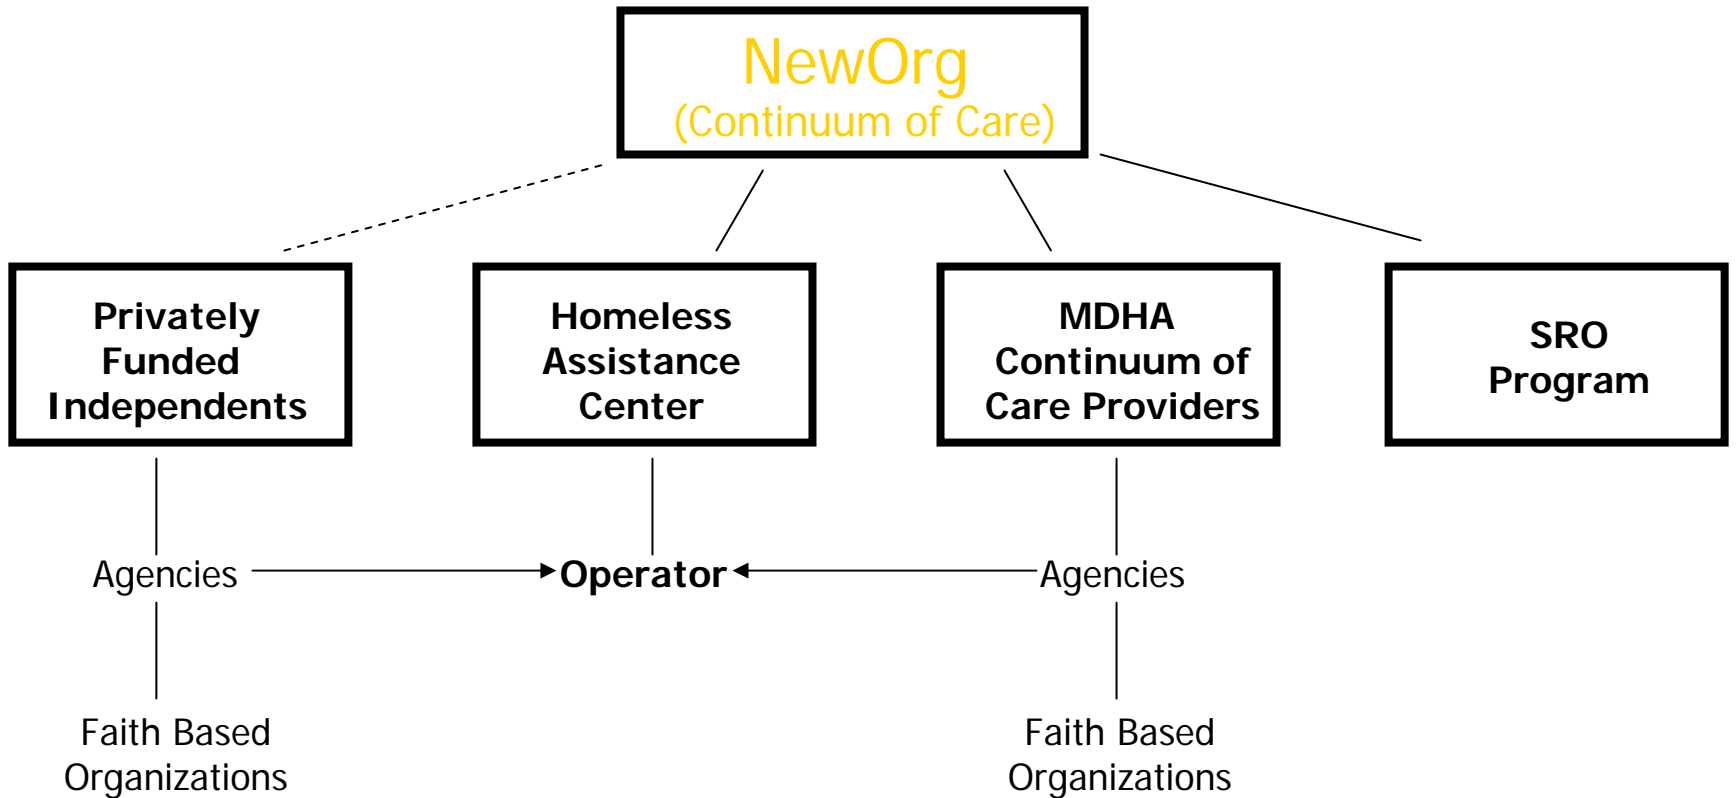 NewOrg
(Continuum of Care)
Privately
Funded
Independents
Homeless
Assistance
Center
MDHA
Continuum of
Care Providers
SRO
Program
Agencies
Operator
Agencies
Faith Based
Organizations
Faith Based
Organizations